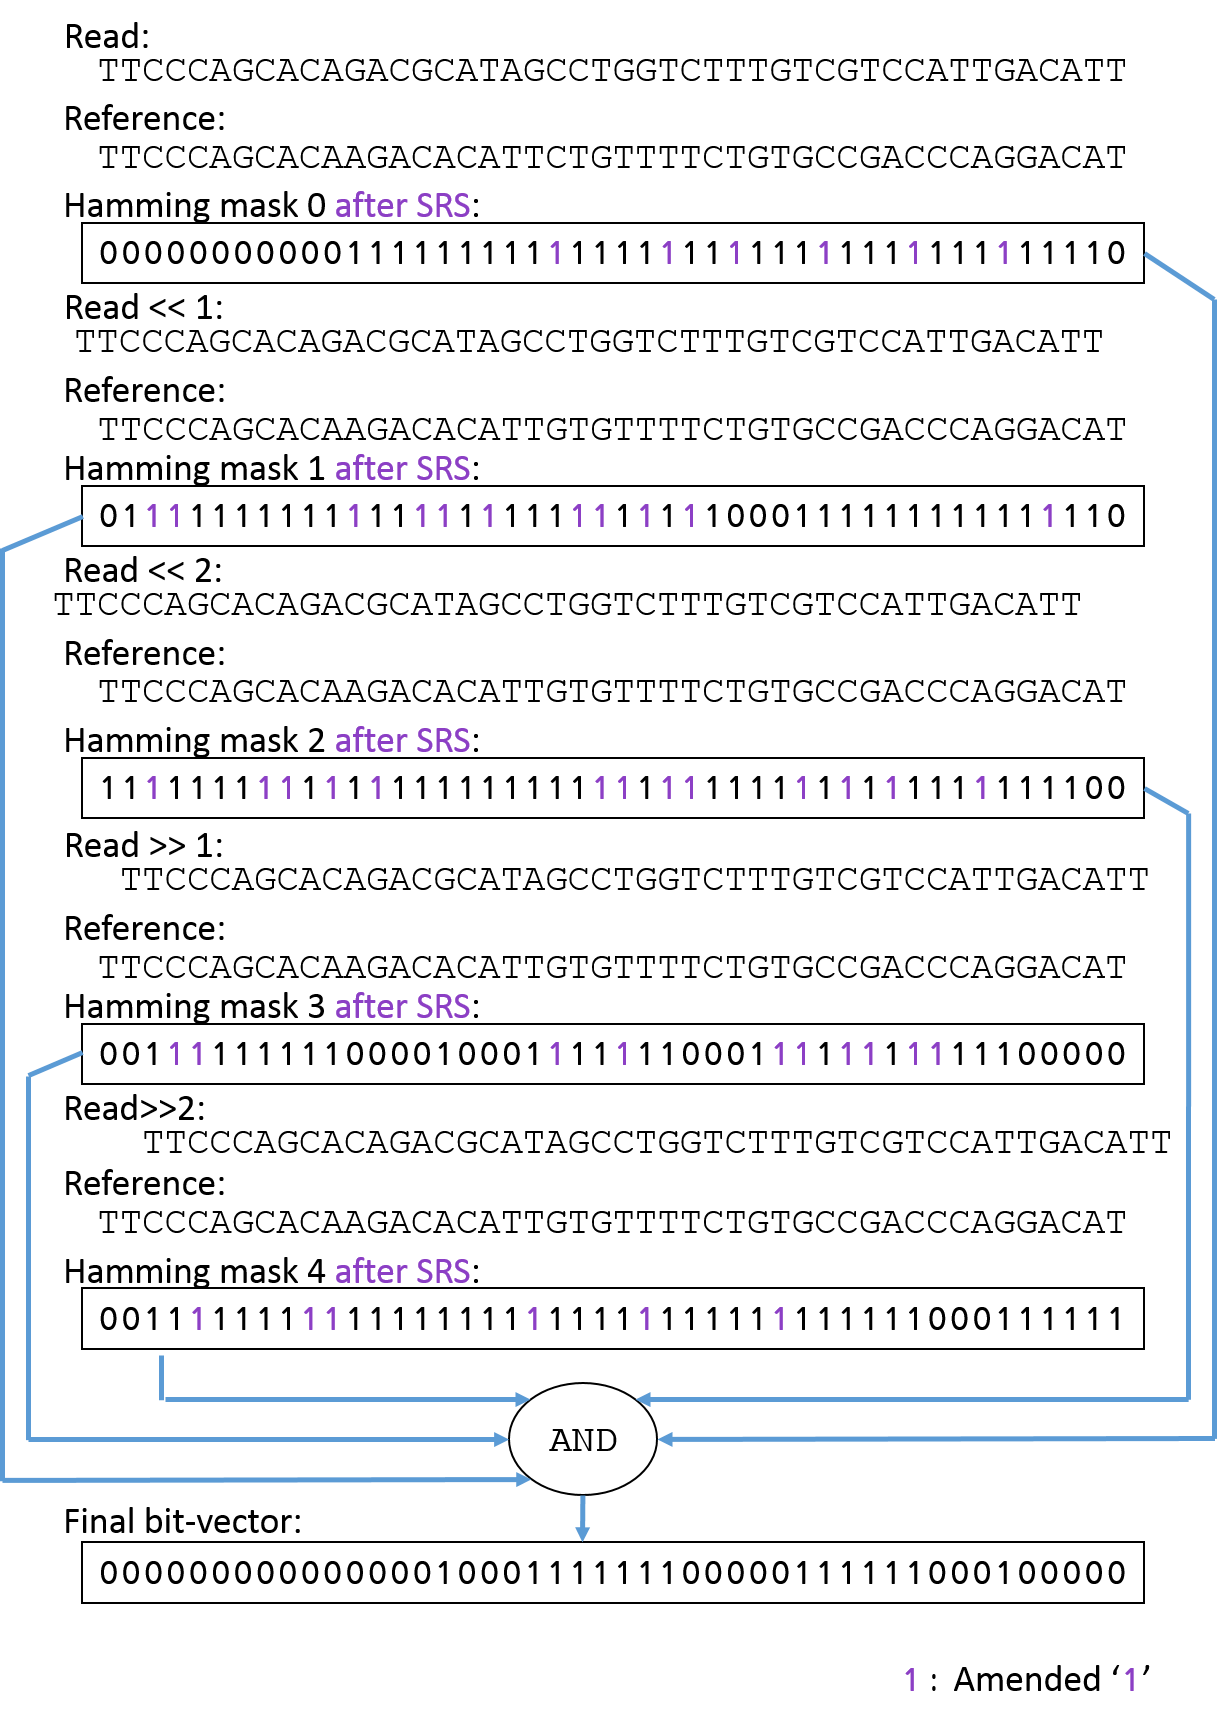 Read:
TTCCCAGCACAGACGCATAGCCTGGTCTTTGTCGTCCATTGACATT
Reference:
TTCCCAGCACAAGACACATTCTGTTTTCTGTGCCGACCCAGGACAT
Hamming mask 0 after SRS:
0000000000011111111111111111111111111111111110
Read << 1:
TTCCCAGCACAGACGCATAGCCTGGTCTTTGTCGTCCATTGACATT
Reference:
TTCCCAGCACAAGACACATTGTGTTTTCTGTGCCGACCCAGGACAT
Hamming mask 1 after SRS:
0111111111111111111111111111000111111111111110
Read << 2:
TTCCCAGCACAGACGCATAGCCTGGTCTTTGTCGTCCATTGACATT
Reference:
TTCCCAGCACAAGACACATTGTGTTTTCTGTGCCGACCCAGGACAT
Hamming mask 2 after SRS:
1111111111111111111111111111111111111111111100
Read >> 1:
TTCCCAGCACAGACGCATAGCCTGGTCTTTGTCGTCCATTGACATT
Reference:
TTCCCAGCACAAGACACATTGTGTTTTCTGTGCCGACCCAGGACAT
Hamming mask 3 after SRS:
0011111111100001000111111100011111111111100000
Read>>2:
TTCCCAGCACAGACGCATAGCCTGGTCTTTGTCGTCCATTGACATT
Reference:
TTCCCAGCACAAGACACATTGTGTTTTCTGTGCCGACCCAGGACAT
Hamming mask 4 after SRS:
0011111111111111111111111111111111111000111111
AND
Final bit-vector:
0000000000000001000111111100000111111000100000
1 : Amended ‘1’